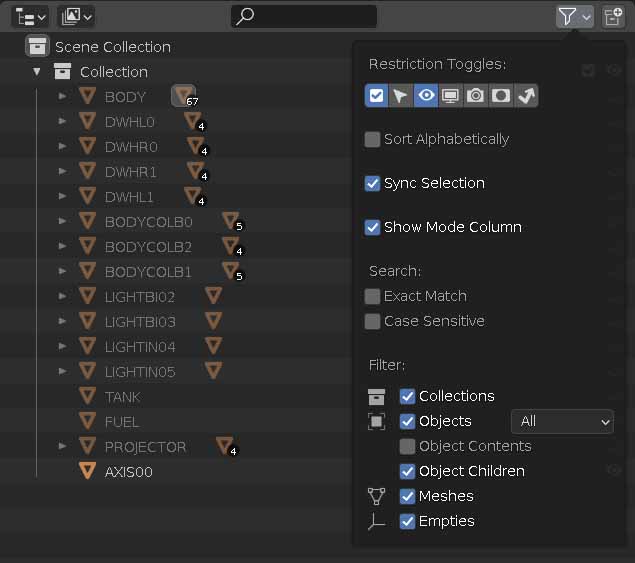 Scene Collection
Collection
BODY 67
DWHL0 4
DWHR0 4
DWHR1 4
DWHL1 4
BODYCOLB0 5
BODYCOLB2 4
BODYCOLB1 5
LIGHTBI02
LIGHTBI03
LIGHTIN04
LIGHTIN05
TANK
FUEL
PROJECTOR 4
AXIS00
Restriction Toggles:
Sort Alphabetically
Sync Selection
Show Mode Column
Search:
Exact Match
Case Sensitive
Filter:
Collections
Objects All
Object Contents
Object Children
Meshes
Empties